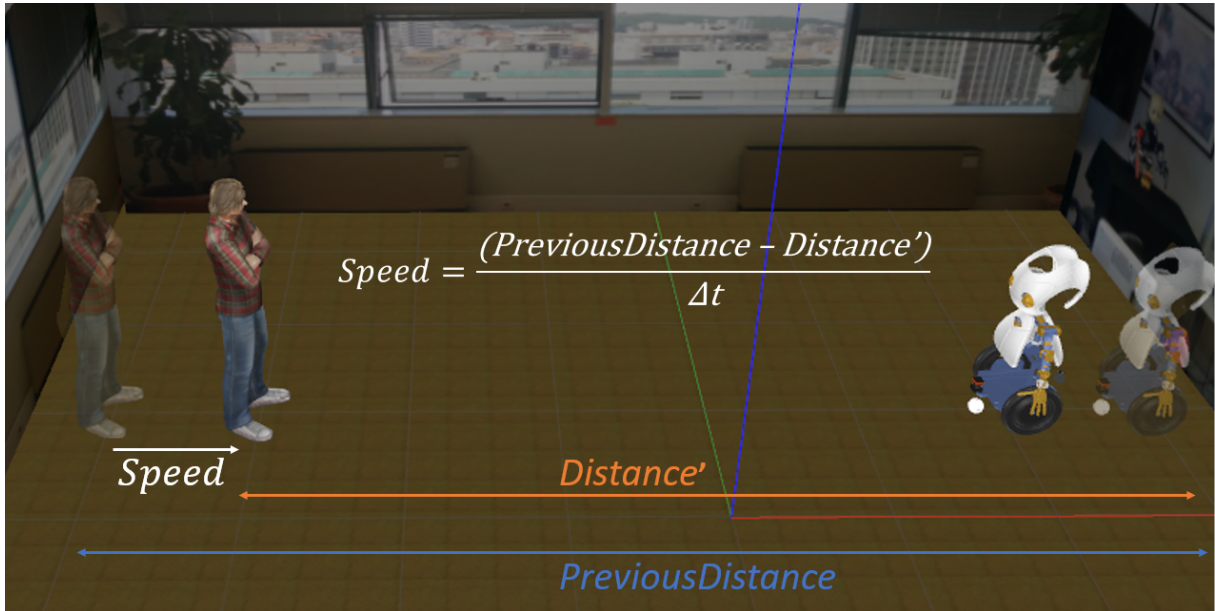 Speed = (PreviousDistance – Distance’) / Δt
Speed
Distance’
PreviousDistance